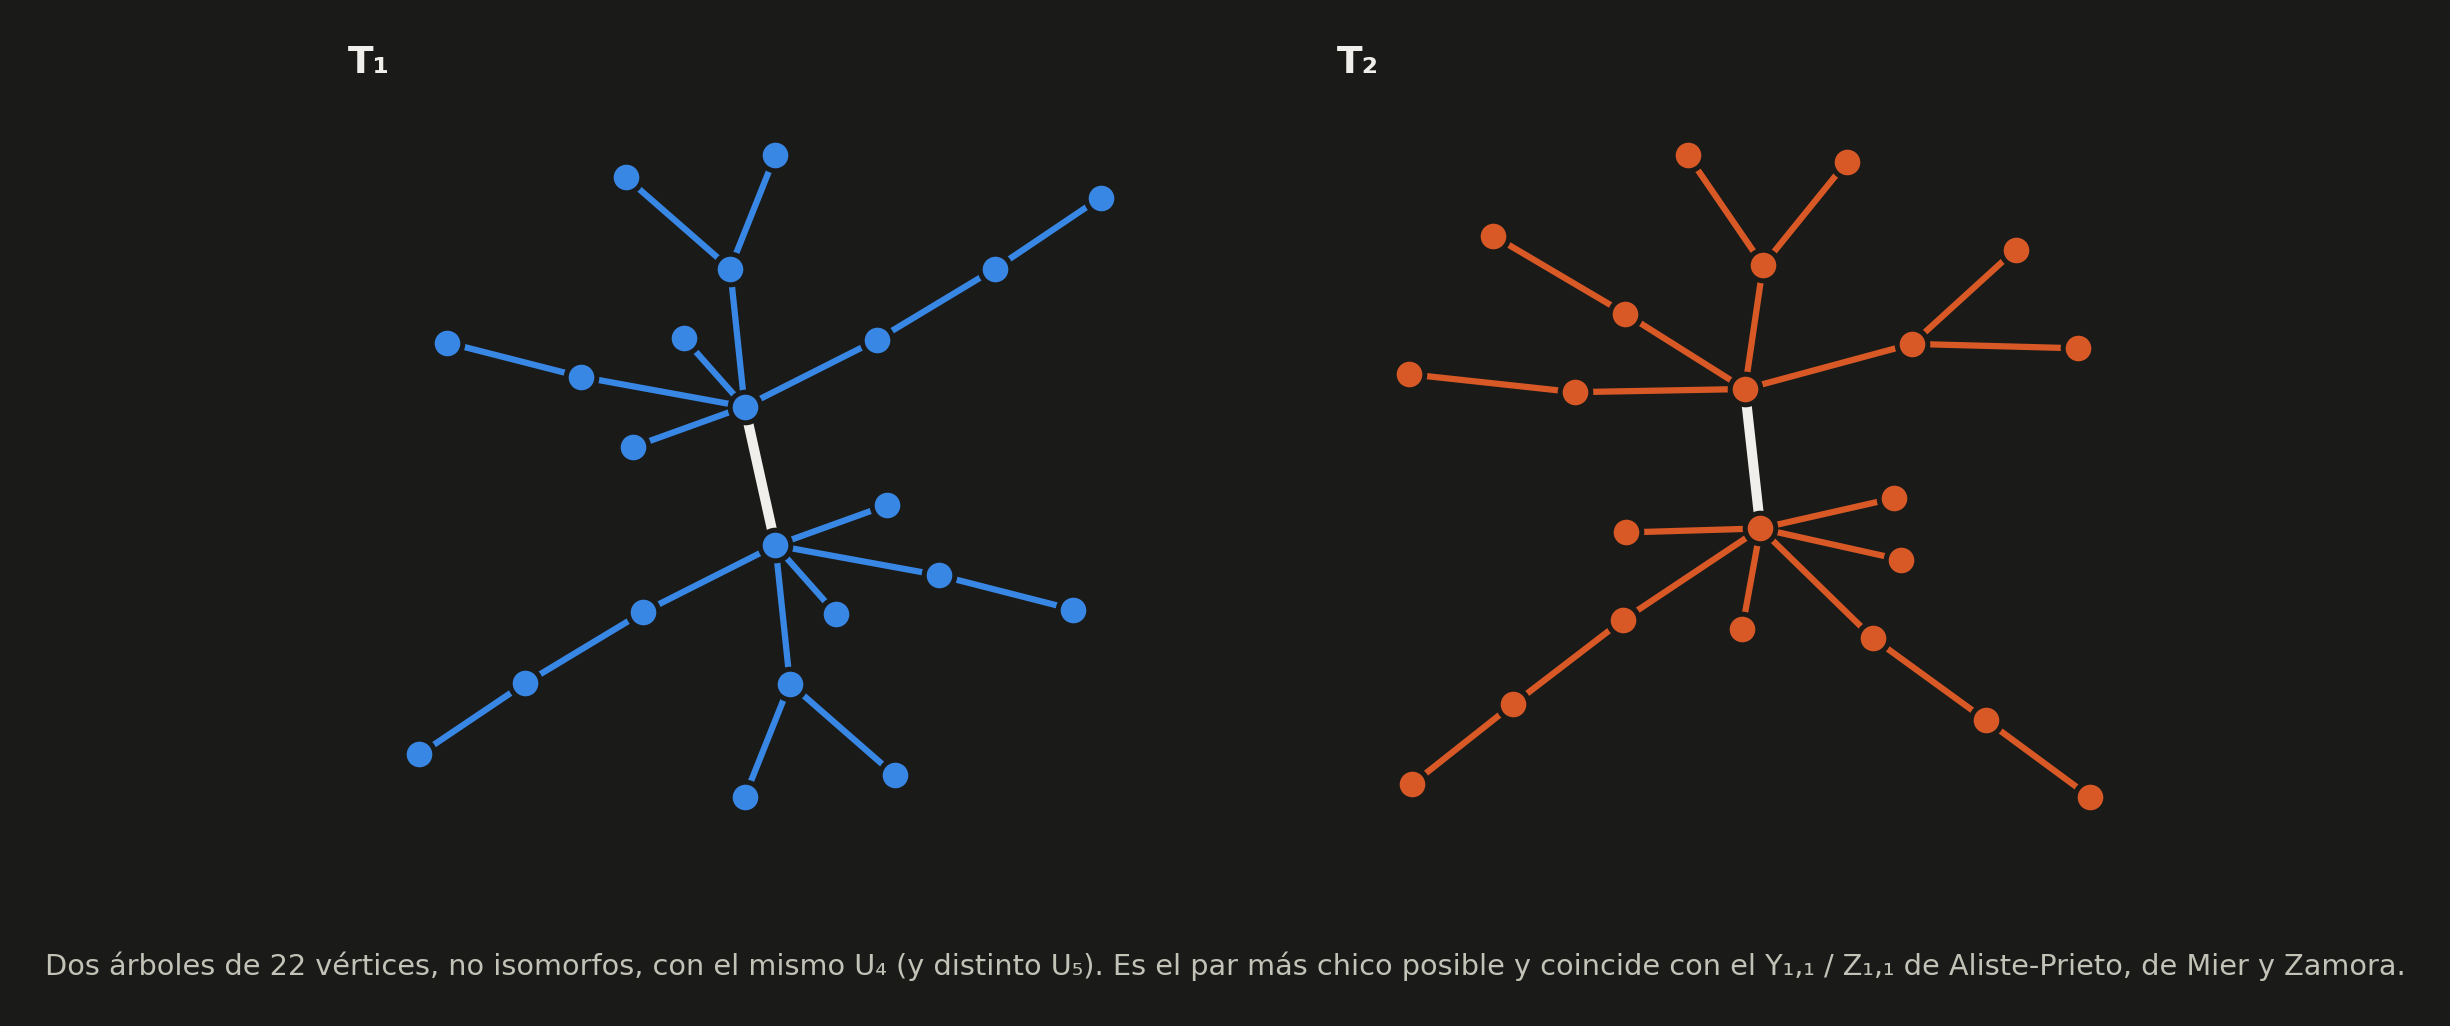 T₁
T₂
Dos árboles de 22 vértices, no isomorfos, con el mismo U₄ (y distinto U₅). Es el par más chico posible y coincide con el Y₁,₁ / Z₁,₁ de Aliste-Prieto, de Mier y Zamora.